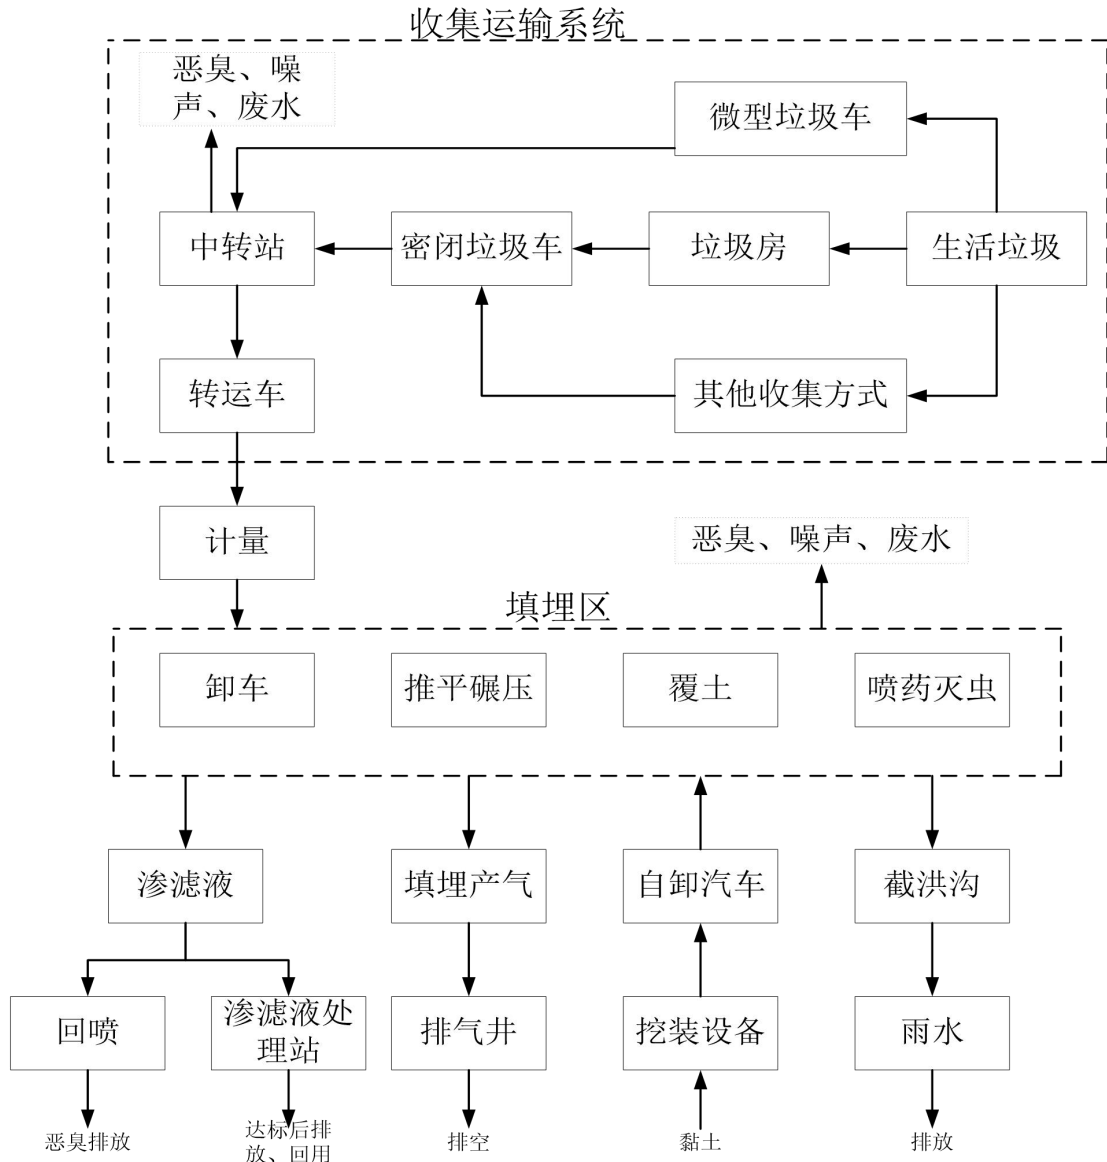 收集运输系统
恶臭、噪
声、废水
微型垃圾车
中转站
密闭垃圾车
垃圾房
生活垃圾
转运车
其他收集方式
计量
恶臭、噪声、废水
填埋区
卸车
推平碾压
覆土
喷药灭虫
渗滤液
填埋产气
自卸汽车
截洪沟
回喷
渗滤液处
理站
排气井
挖装设备
雨水
恶臭排放
达标后排
放、回用
排空
黏土
排放